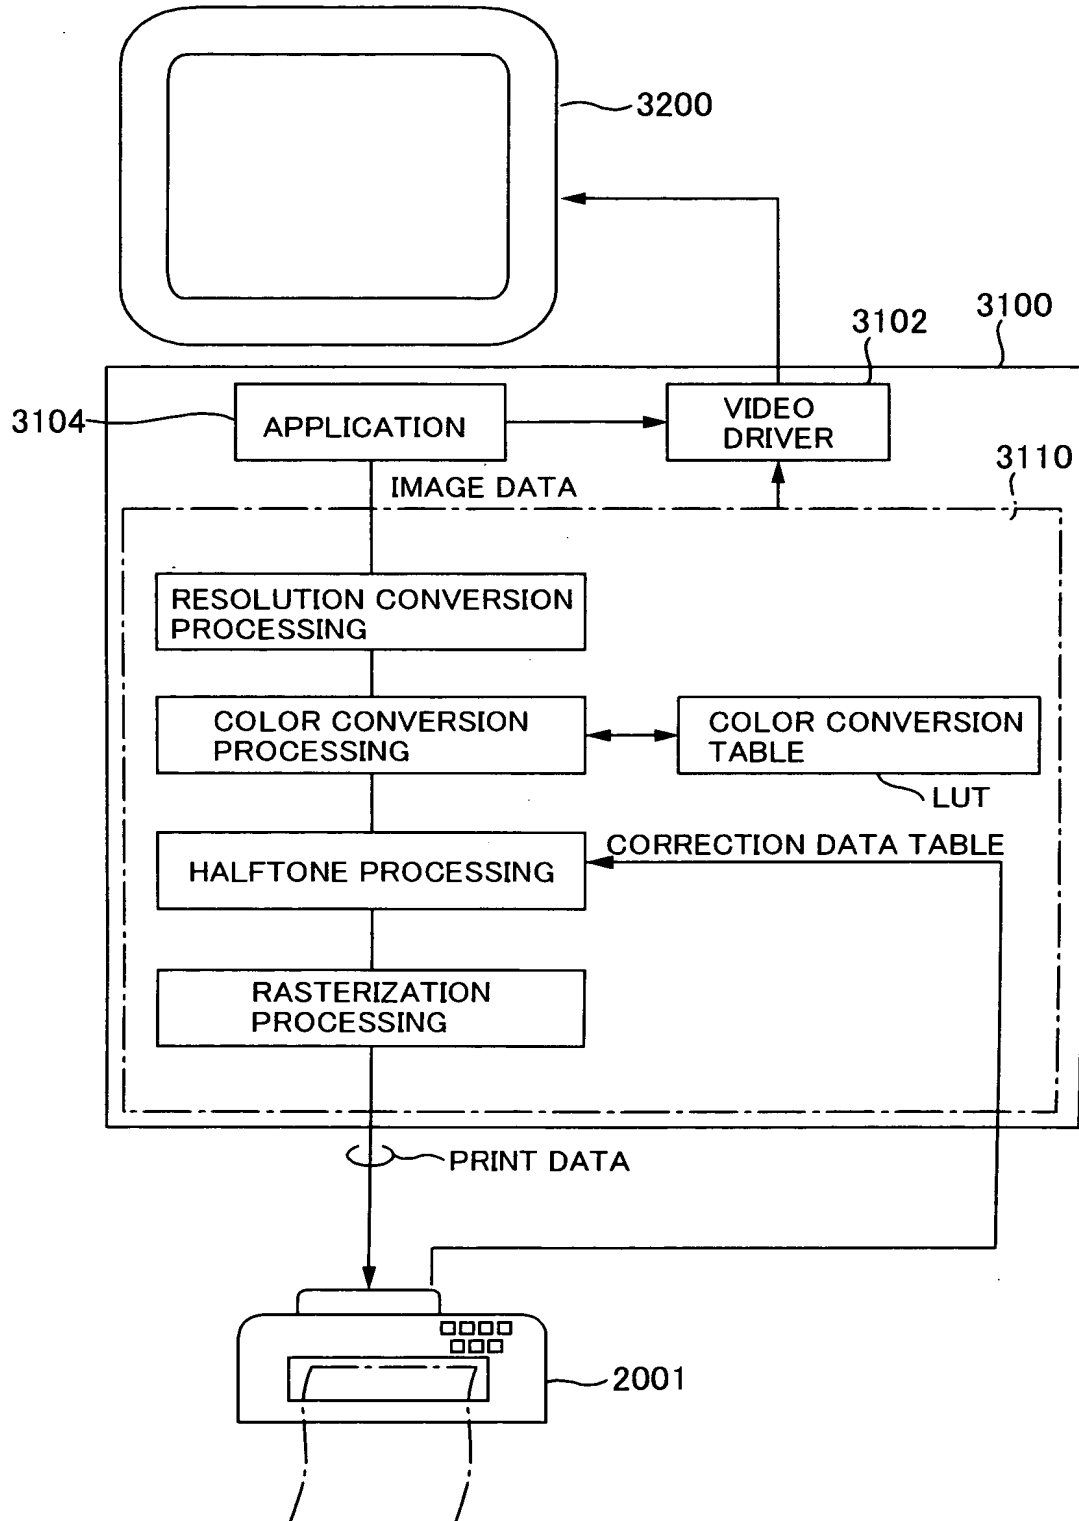 3200
3100
3102
3104
APPLICATION
VIDEO
DRIVER
3110
IMAGE DATA
RESOLUTION CONVERSION
PROCESSING
COLOR CONVERSION
PROCESSING
COLOR CONVERSION
TABLE
LUT
CORRECTION DATA TABLE
HALFTONE PROCESSING
RASTERIZATION
PROCESSING
PRINT DATA
2001